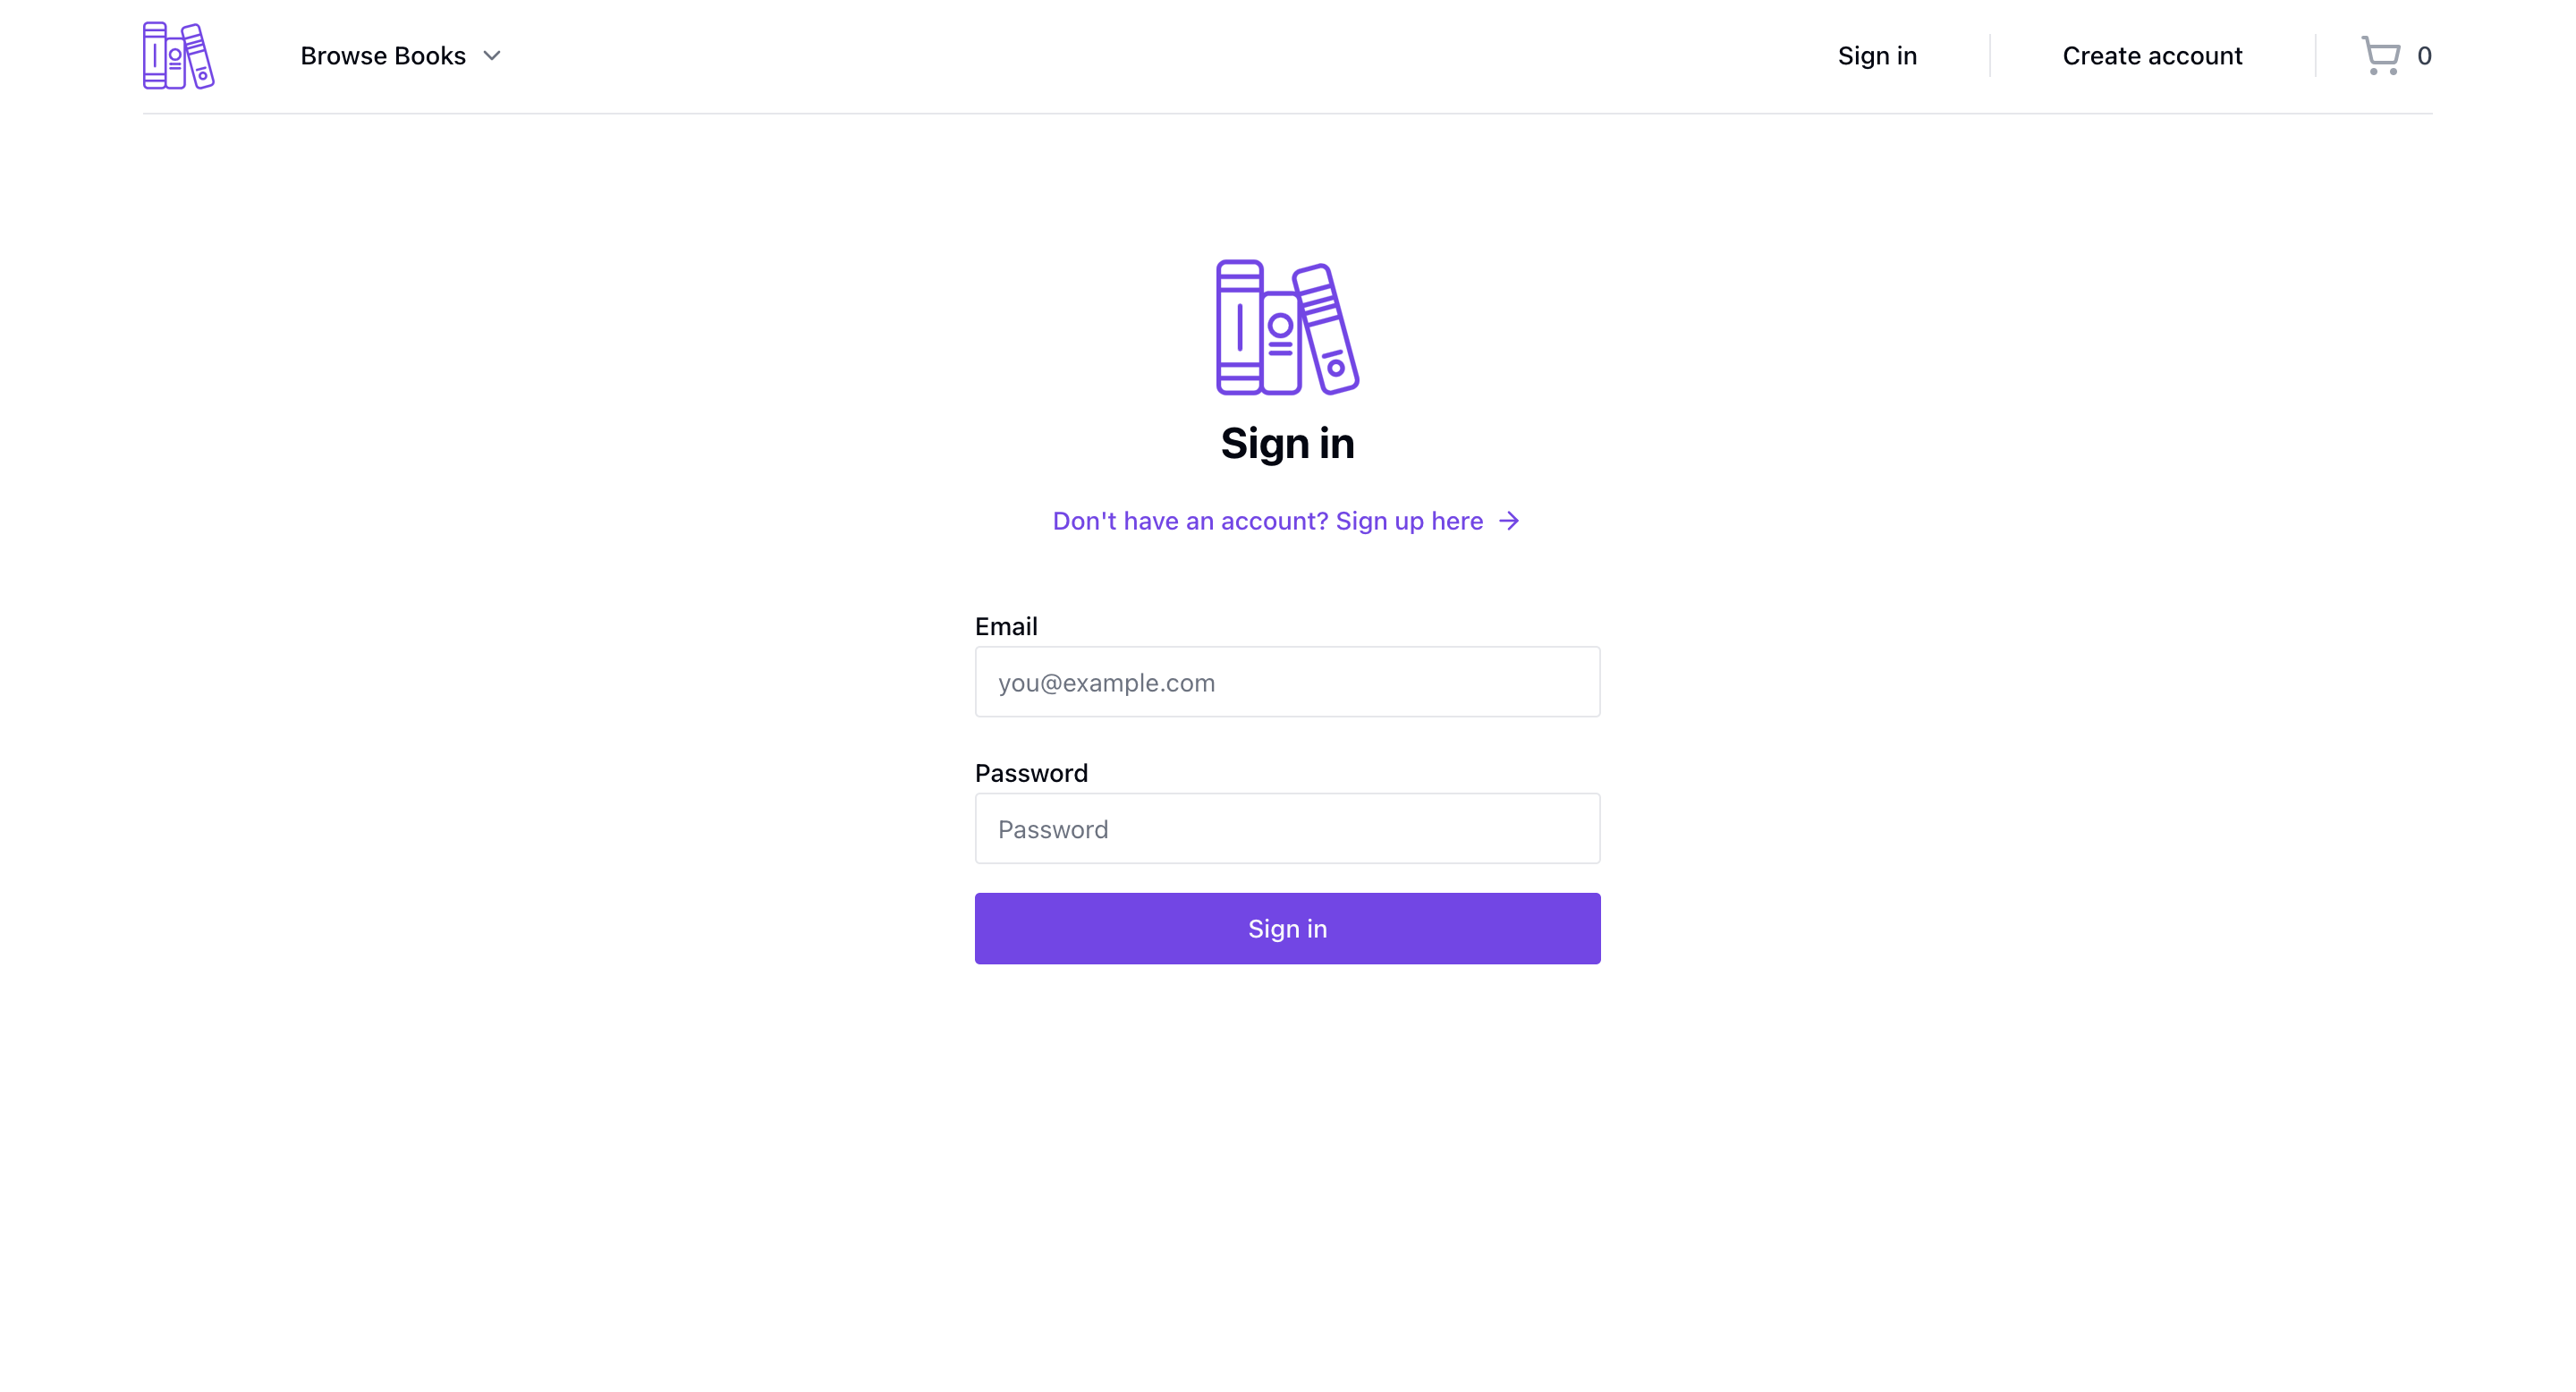 Browse Books
Sign in
Create account
0
Sign in
Don't have an account? Sign up here →
Email
you@example.com
Password
Password
Sign in